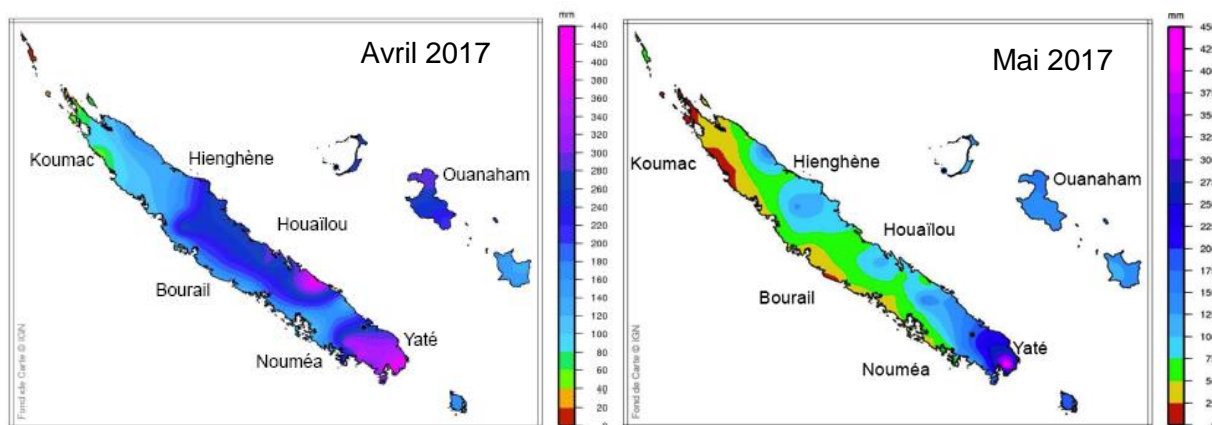 Avril 2017
Koumac
Hienghène
Ouanaham
Houaïlou
Bourail
Yaté
Nouméa
Fond de Carte © IGN
mm
440
420
400
380
360
340
320
300
280
260
240
220
200
180
160
140
120
100
80
60
40
20
0
Mai 2017
Koumac
Hienghène
Ouanaham
Houaïlou
Bourail
Yaté
Nouméa
Fond de Carte © IGN
mm